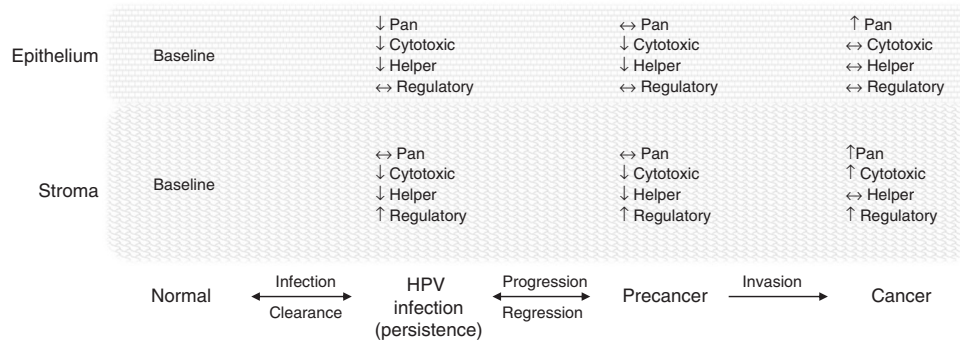 Epithelium
Baseline
↓ Pan
↓ Cytotoxic
↓ Helper
↔ Regulatory
↔ Pan
↓ Cytotoxic
↓ Helper
↔ Regulatory
↑ Pan
↔ Cytotoxic
↔ Helper
↔ Regulatory
Stroma
Baseline
↔ Pan
↓ Cytotoxic
↓ Helper
↑ Regulatory
↔ Pan
↓ Cytotoxic
↓ Helper
↑ Regulatory
↑Pan
↑ Cytotoxic
↔ Helper
↑ Regulatory
Normal
Infection
Clearance
HPV
infection
(persistence)
Progression
Regression
Precancer
Invasion
Cancer